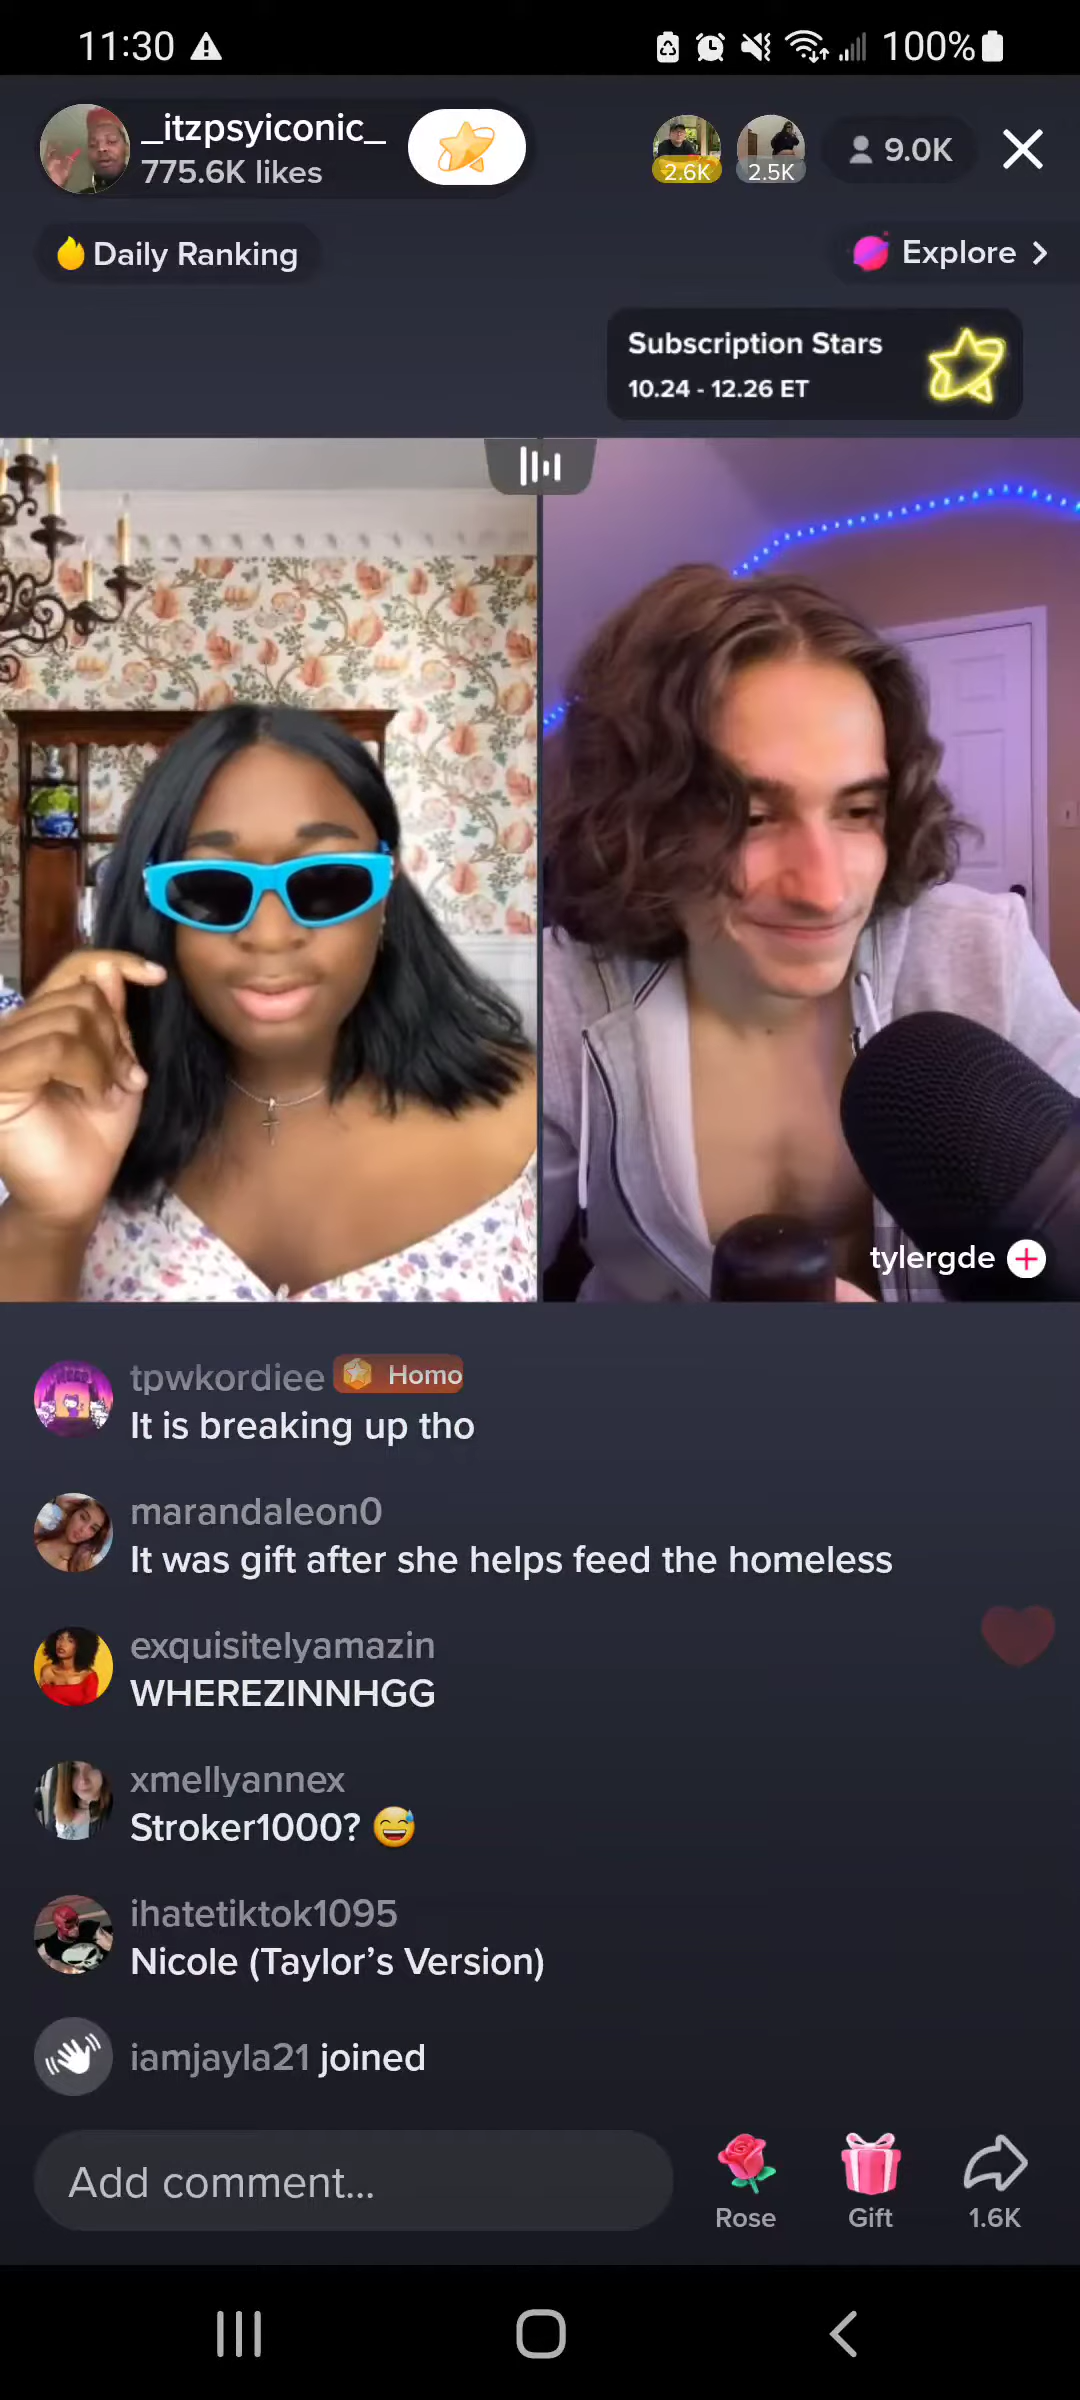 11:30
100%
_itzpsyiconic_
775.6K likes
2.6K
2.5K
9.0K
Daily Ranking
Explore >
Subscription Stars
10.24 - 12.26 ET
tylergde
tpwkordiee Homo
It is breaking up tho
marandaleon0
It was gift after she helps feed the homeless
exquisitelyamazin
WHEREZINNHGG
xmellyannex
Stroker1000? 😅
ihatetiktok1095
Nicole (Taylor’s Version)
iamjayla21 joined
Add comment...
Rose
Gift
1.6K